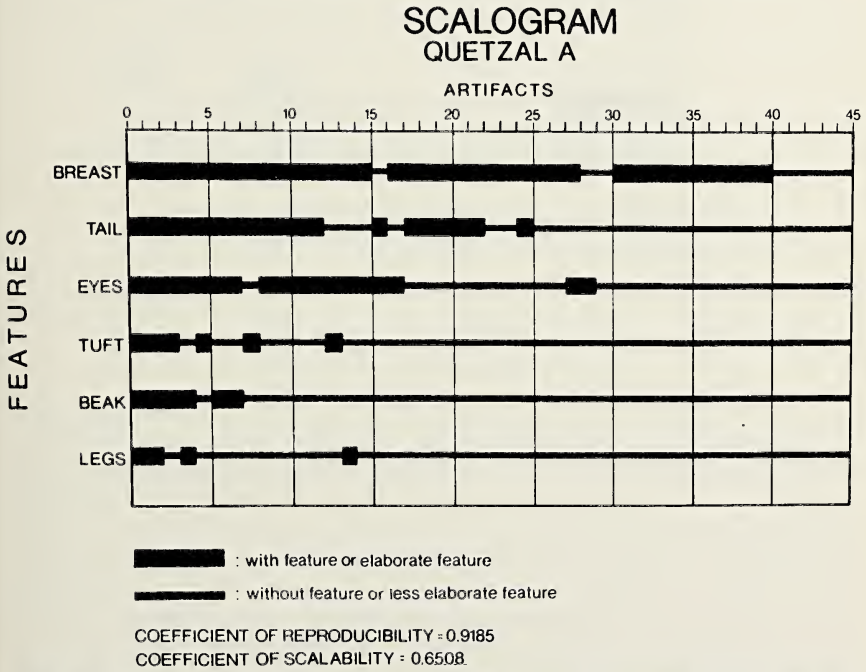 SCALOGRAM
QUETZAL A
ARTIFACTS
0 5 10 15 20 25 30 35 40 45
FEATURES
BREAST
TAIL
EYES
TUFT
BEAK
LEGS
: with feature or elaborate feature
: without feature or less elaborate feature
COEFFICIENT OF REPRODUCIBILITY = 0.9185
COEFFICIENT OF SCALABILITY = 0.6508